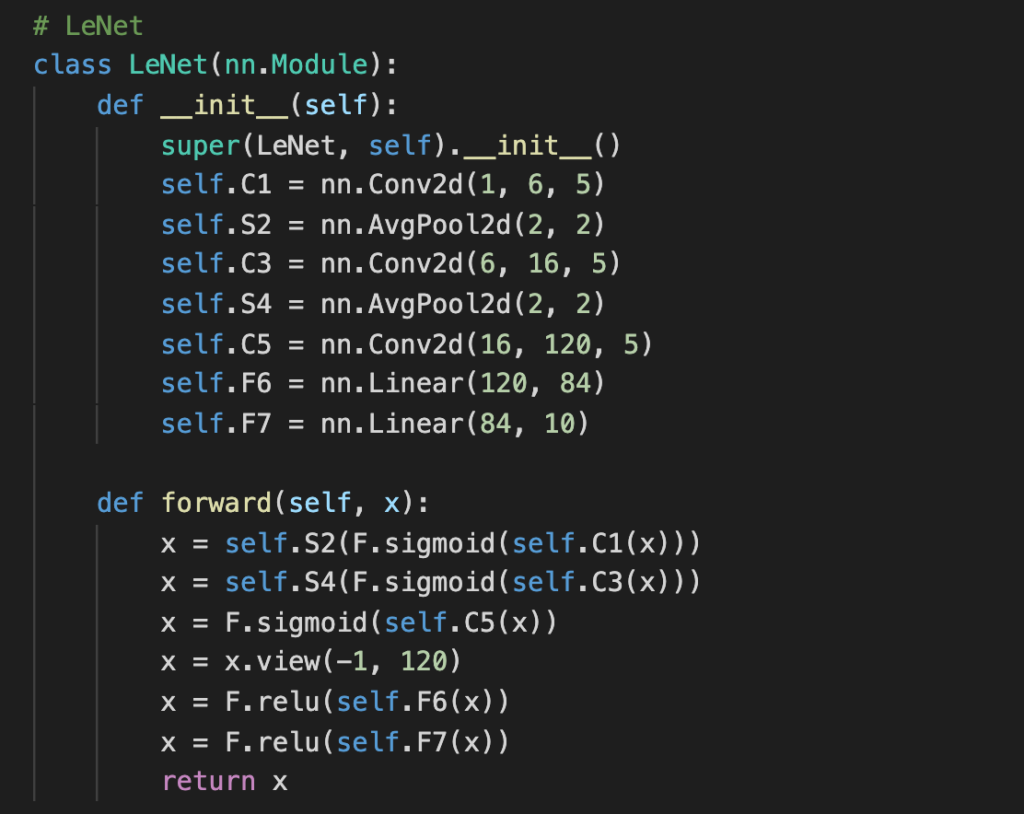 # LeNet
class LeNet(nn.Module):
    def __init__(self):
        super(LeNet, self).__init__()
        self.C1 = nn.Conv2d(1, 6, 5)
        self.S2 = nn.AvgPool2d(2, 2)
        self.C3 = nn.Conv2d(6, 16, 5)
        self.S4 = nn.AvgPool2d(2, 2)
        self.C5 = nn.Conv2d(16, 120, 5)
        self.F6 = nn.Linear(120, 84)
        self.F7 = nn.Linear(84, 10)

    def forward(self, x):
        x = self.S2(F.sigmoid(self.C1(x)))
        x = self.S4(F.sigmoid(self.C3(x)))
        x = F.sigmoid(self.C5(x))
        x = x.view(-1, 120)
        x = F.relu(self.F6(x))
        x = F.relu(self.F7(x))
        return x